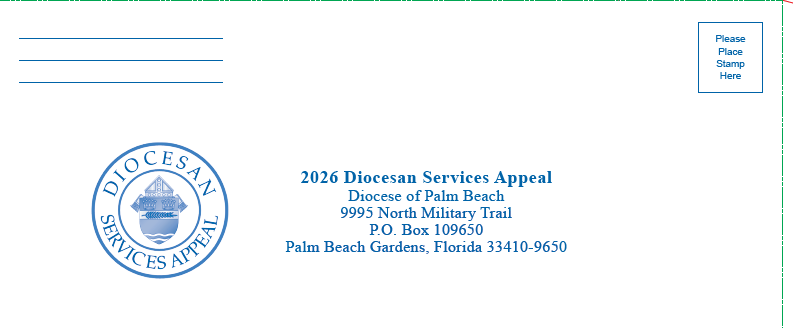 Please
Place
Stamp
Here
DIOCESAN
SERVICES APPEAL
2026 Diocesan Services Appeal
Diocese of Palm Beach
9995 North Military Trail
P.O. Box 109650
Palm Beach Gardens, Florida 33410-9650